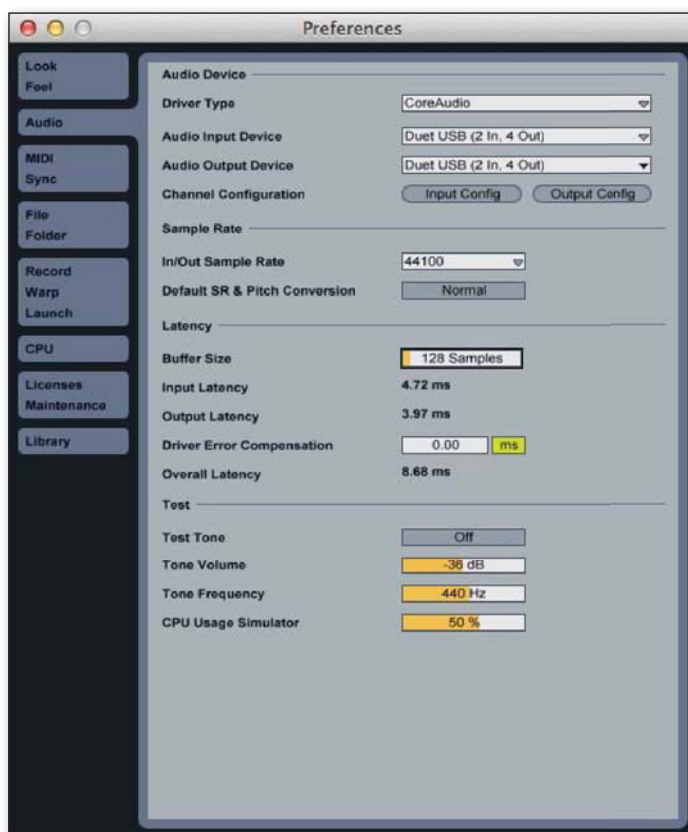 Preferences
Look
Feel
Audio
MIDI
Sync
File
Folder
Record
Warp
Launch
CPU
Licenses
Maintenance
Library
Audio Device
Driver Type CoreAudio
Audio Input Device Duet USB (2 In, 4 Out)
Audio Output Device Duet USB (2 In, 4 Out)
Channel Configuration Input Config Output Config
Sample Rate
In/Out Sample Rate 44100
Default SR & Pitch Conversion Normal
Latency
Buffer Size 128 Samples
Input Latency 4.72 ms
Output Latency 3.97 ms
Driver Error Compensation 0.00 ms
Overall Latency 8.68 ms
Test
Test Tone Off
Tone Volume -36 dB
Tone Frequency 440 Hz
CPU Usage Simulator 50 %